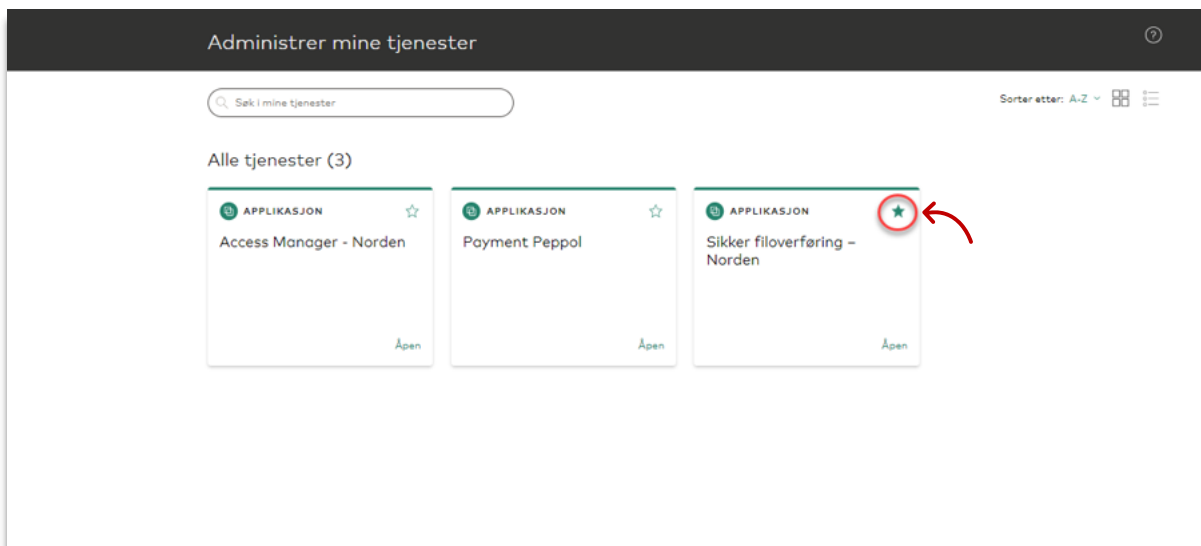 Administrer mine tjenester
Søk i mine tjenester
Sorter etter: A-Z
Alle tjenester (3)
APPLIKASJON
Access Manager - Norden
Åpen
APPLIKASJON
Payment Peppol
Åpen
APPLIKASJON
Sikker filoverføring –
Norden
Åpen